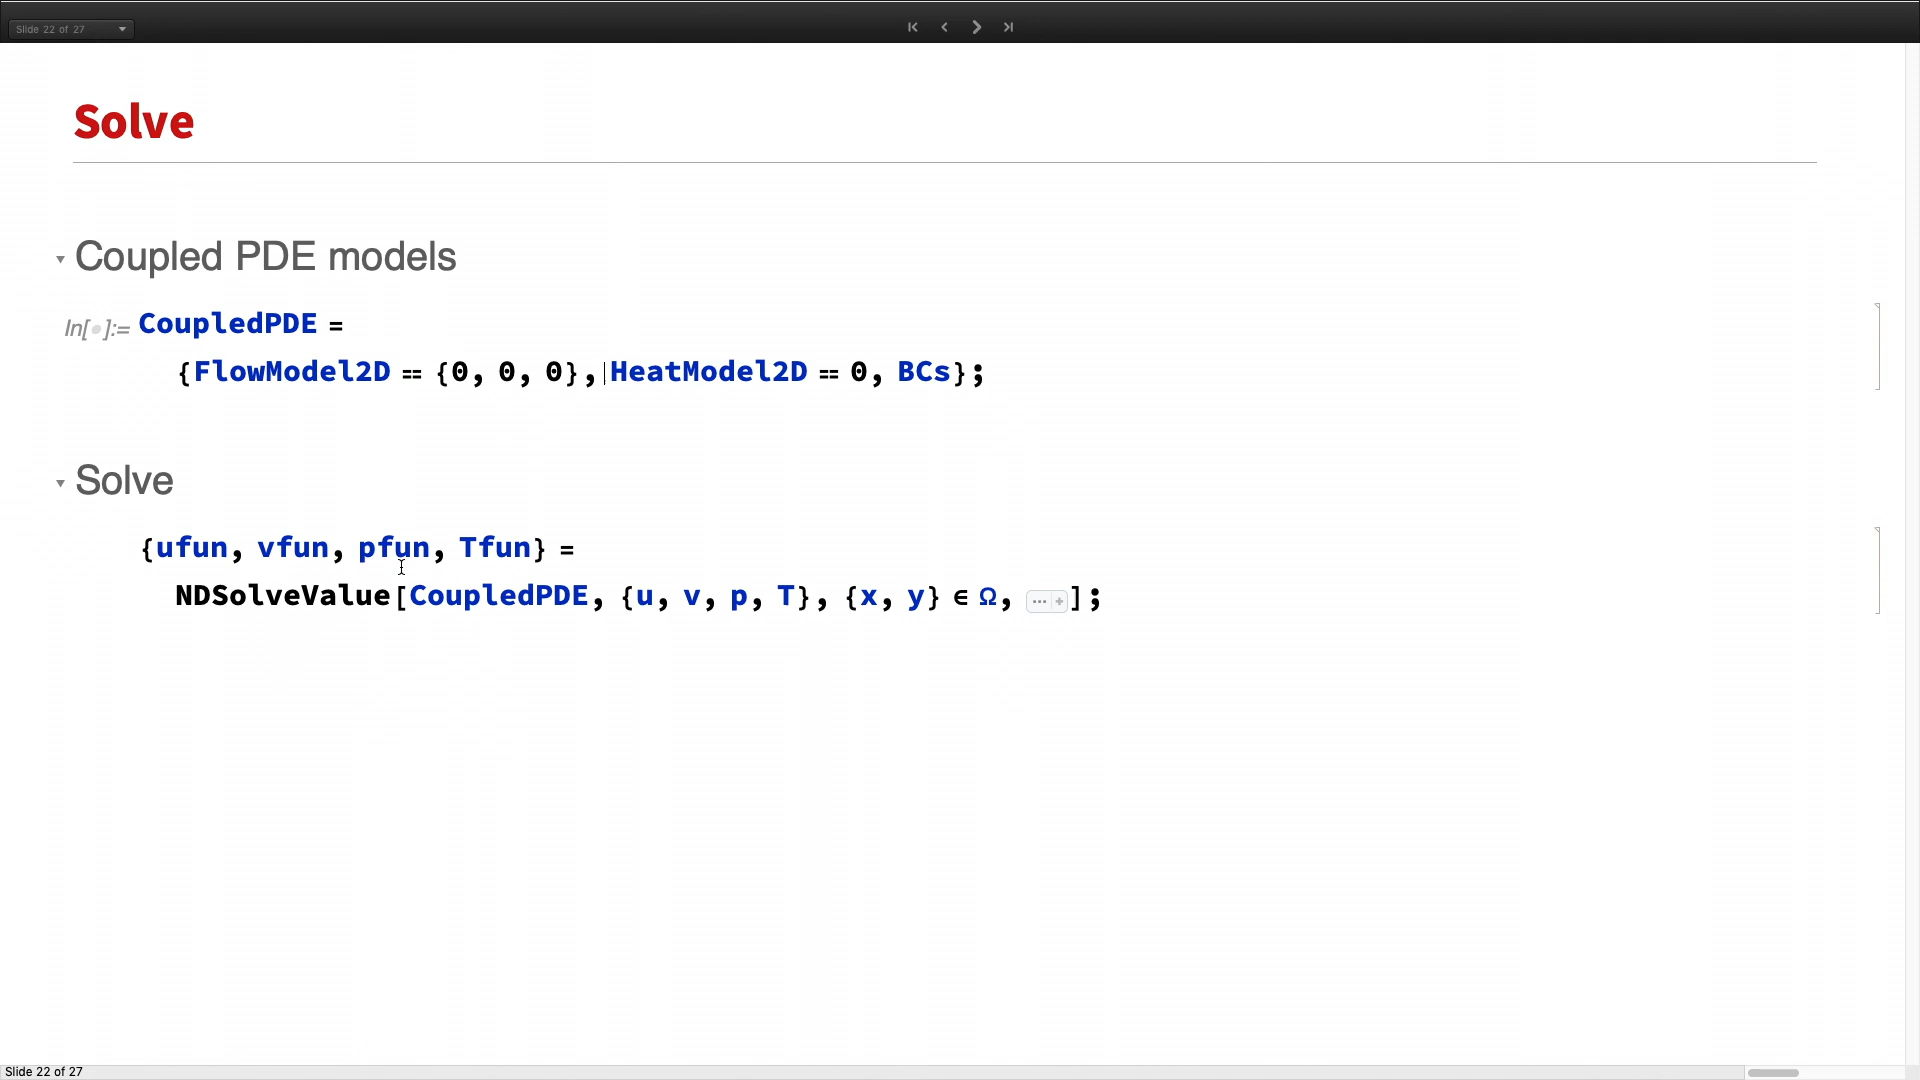 Slide 22 of 27
Solve
Coupled PDE models
In[●]:= CoupledPDE =
{FlowModel2D == {0, 0, 0}, HeatModel2D == 0, BCs};
Solve
{ufun, vfun, pfun, Tfun} =
NDSolveValue[CoupledPDE, {u, v, p, T}, {x, y} ∈ Ω, ... +];
Slide 22 of 27